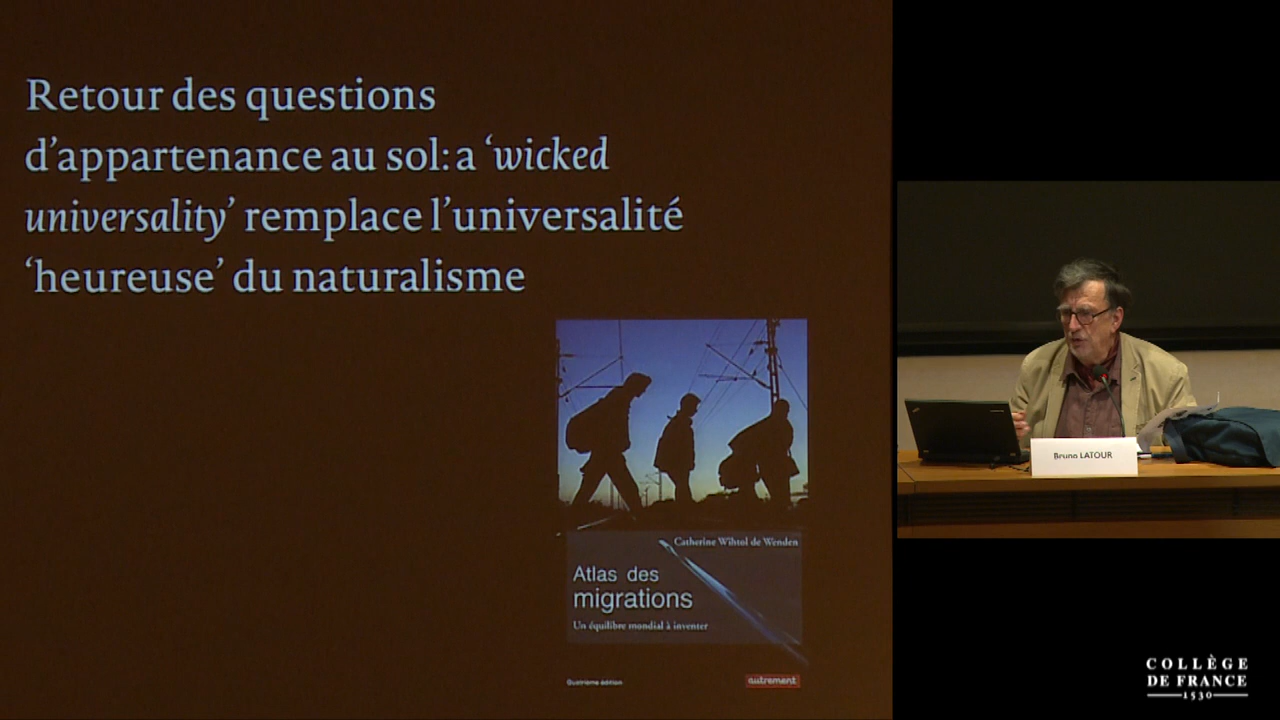 Retour des questions
d’appartenance au sol: a ‘wicked
universality’ remplace l’universalité
‘heureuse’ du naturalisme
Catherine Wihtol de Wenden
Atlas des
migrations
Un équilibre mondial à inventer
Quatrième édition
autrement
Bruno LATOUR
COLLÈGE
DE FRANCE
1530